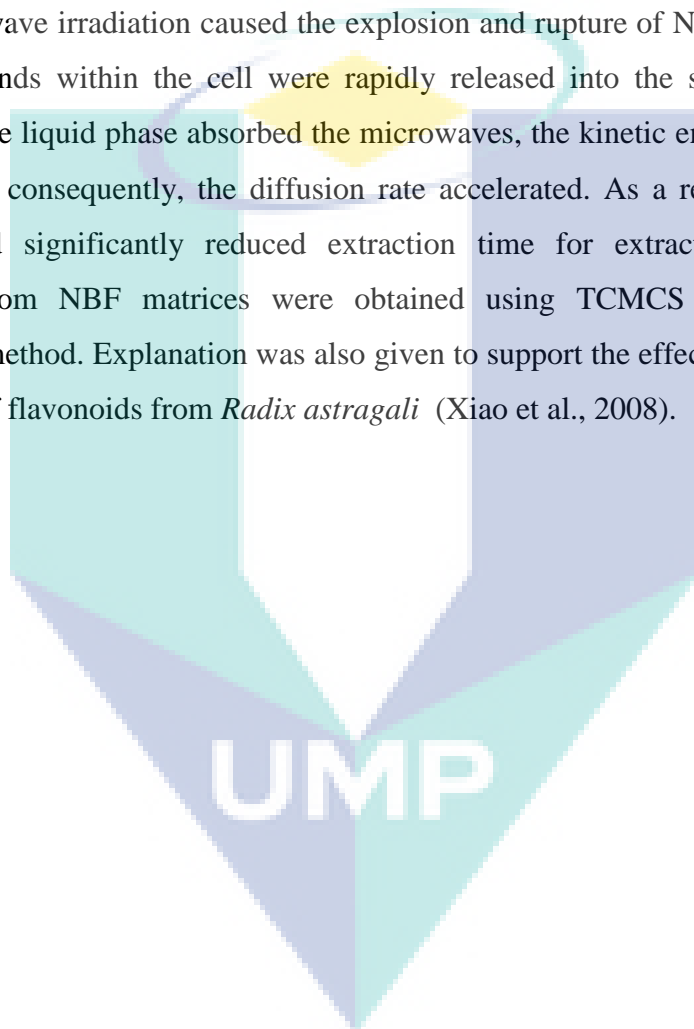 wave irradiation caused the explosion and rupture of N
nds within the cell were rapidly released into the s
e liquid phase absorbed the microwaves, the kinetic en
consequently, the diffusion rate accelerated. As a re
significantly reduced extraction time for extract
om NBF matrices were obtained using TCMCS
method. Explanation was also given to support the effec
f flavonoids from Radix astragali (Xiao et al., 2008).
UMP